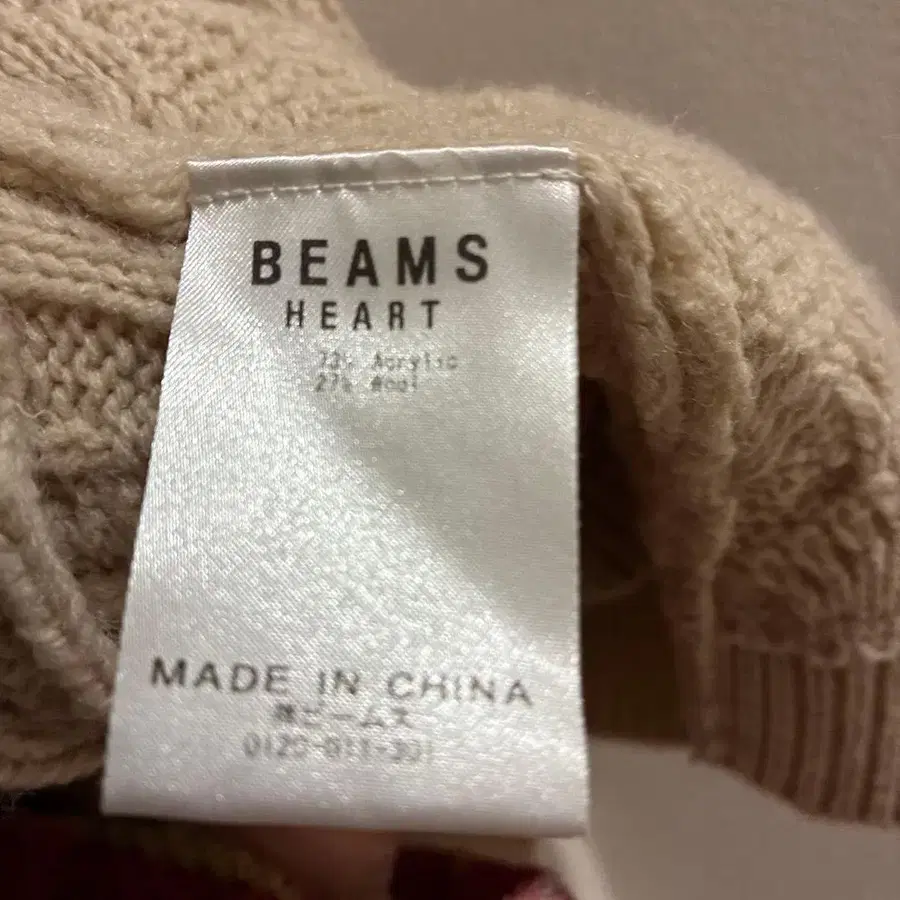 BEAMS
HEART
73% Acrylic
27% Wool
MADE IN CHINA
㈱ビームス
0120-011-301